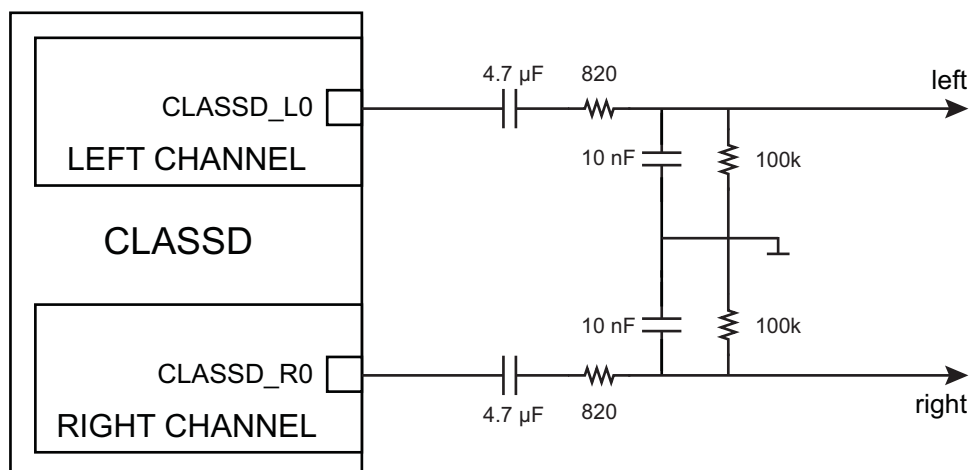 4.7 µF
820
left
CLASSD_L0
LEFT CHANNEL
10 nF
100k
CLASSD
10 nF
100k
CLASSD_R0
RIGHT CHANNEL
4.7 µF
820
right